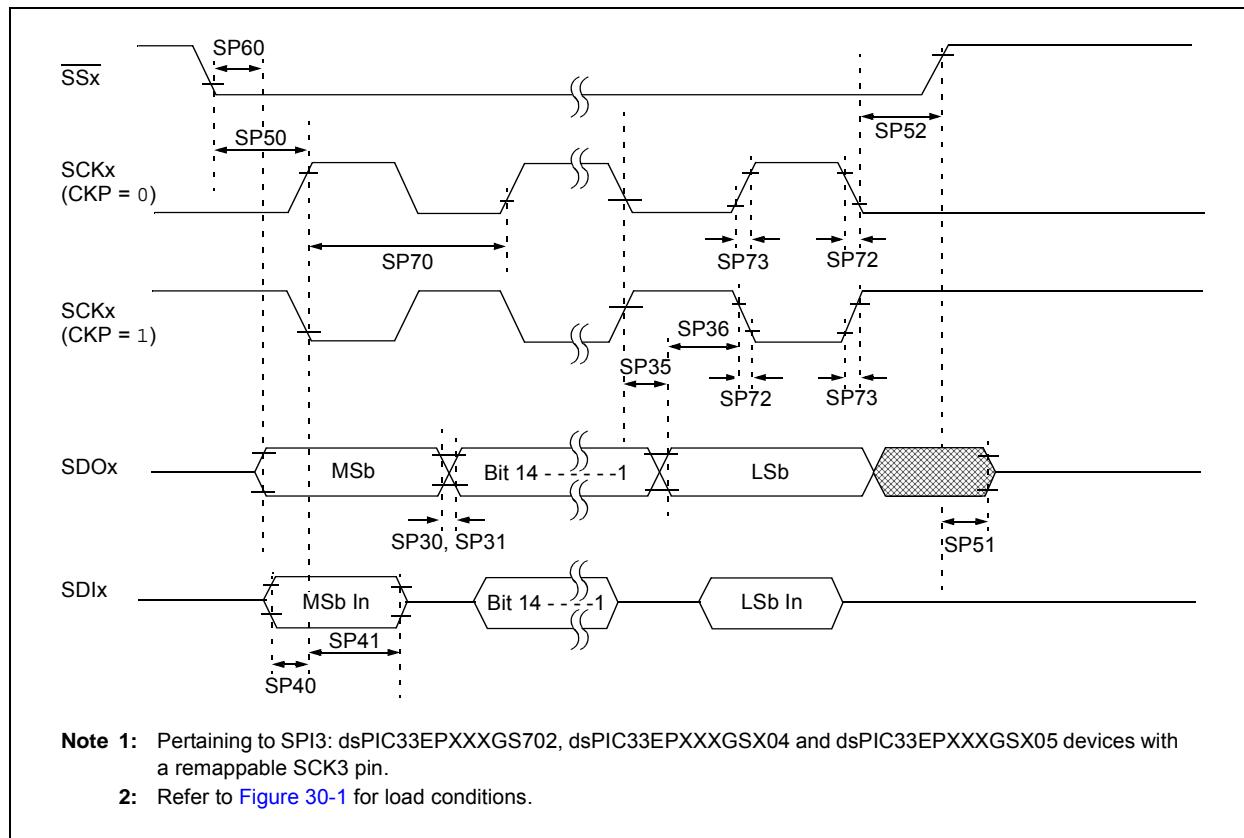 SP60
SSx
SP50
SP52
SCKx
(CKP = 0)
SP70
SP73
SP72
SCKx
(CKP = 1)
SP36
SP35
SP72
SP73
SDOx
MSb
Bit 14 - - - - - -1
LSb
SP30, SP31
SP51
SDIx
MSb In
Bit 14 - - - -1
LSb In
SP41
SP40
Note 1: Pertaining to SPI3: dsPIC33EPXXXGS702, dsPIC33EPXXXGSX04 and dsPIC33EPXXXGSX05 devices with
a remappable SCK3 pin.
2: Refer to Figure 30-1 for load conditions.